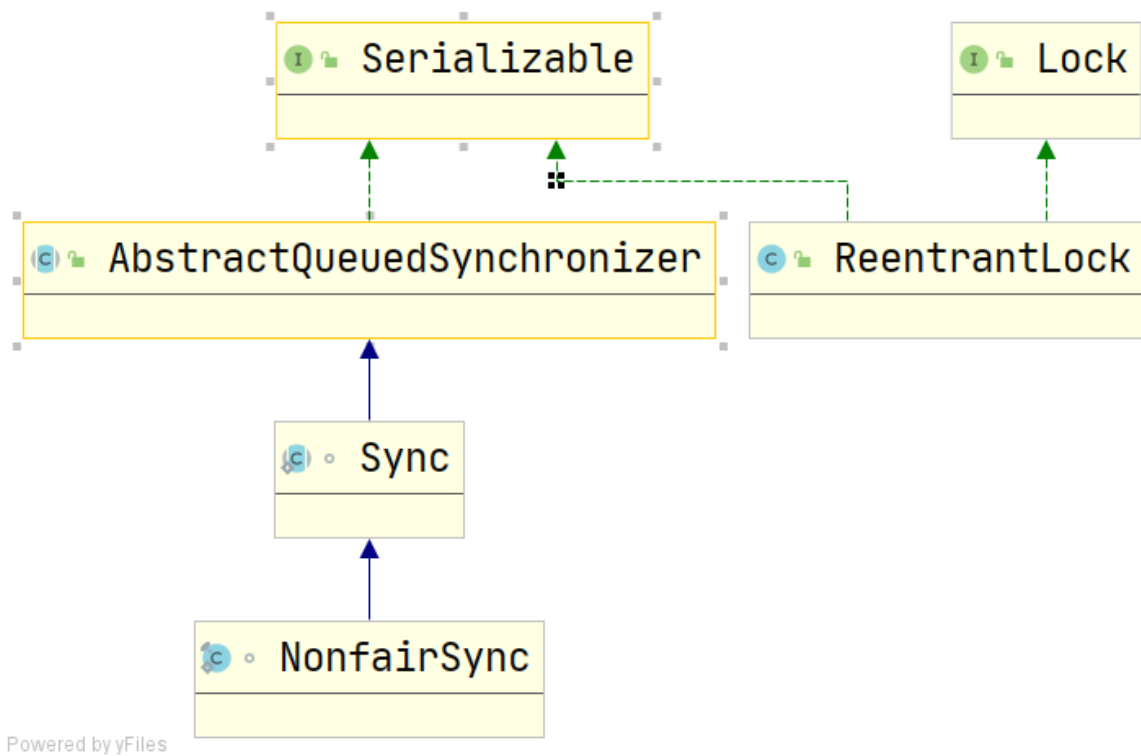 Serializable
Lock
AbstractQueuedSynchronizer
ReentrantLock
Sync
NonfairSync
Powered by yFiles